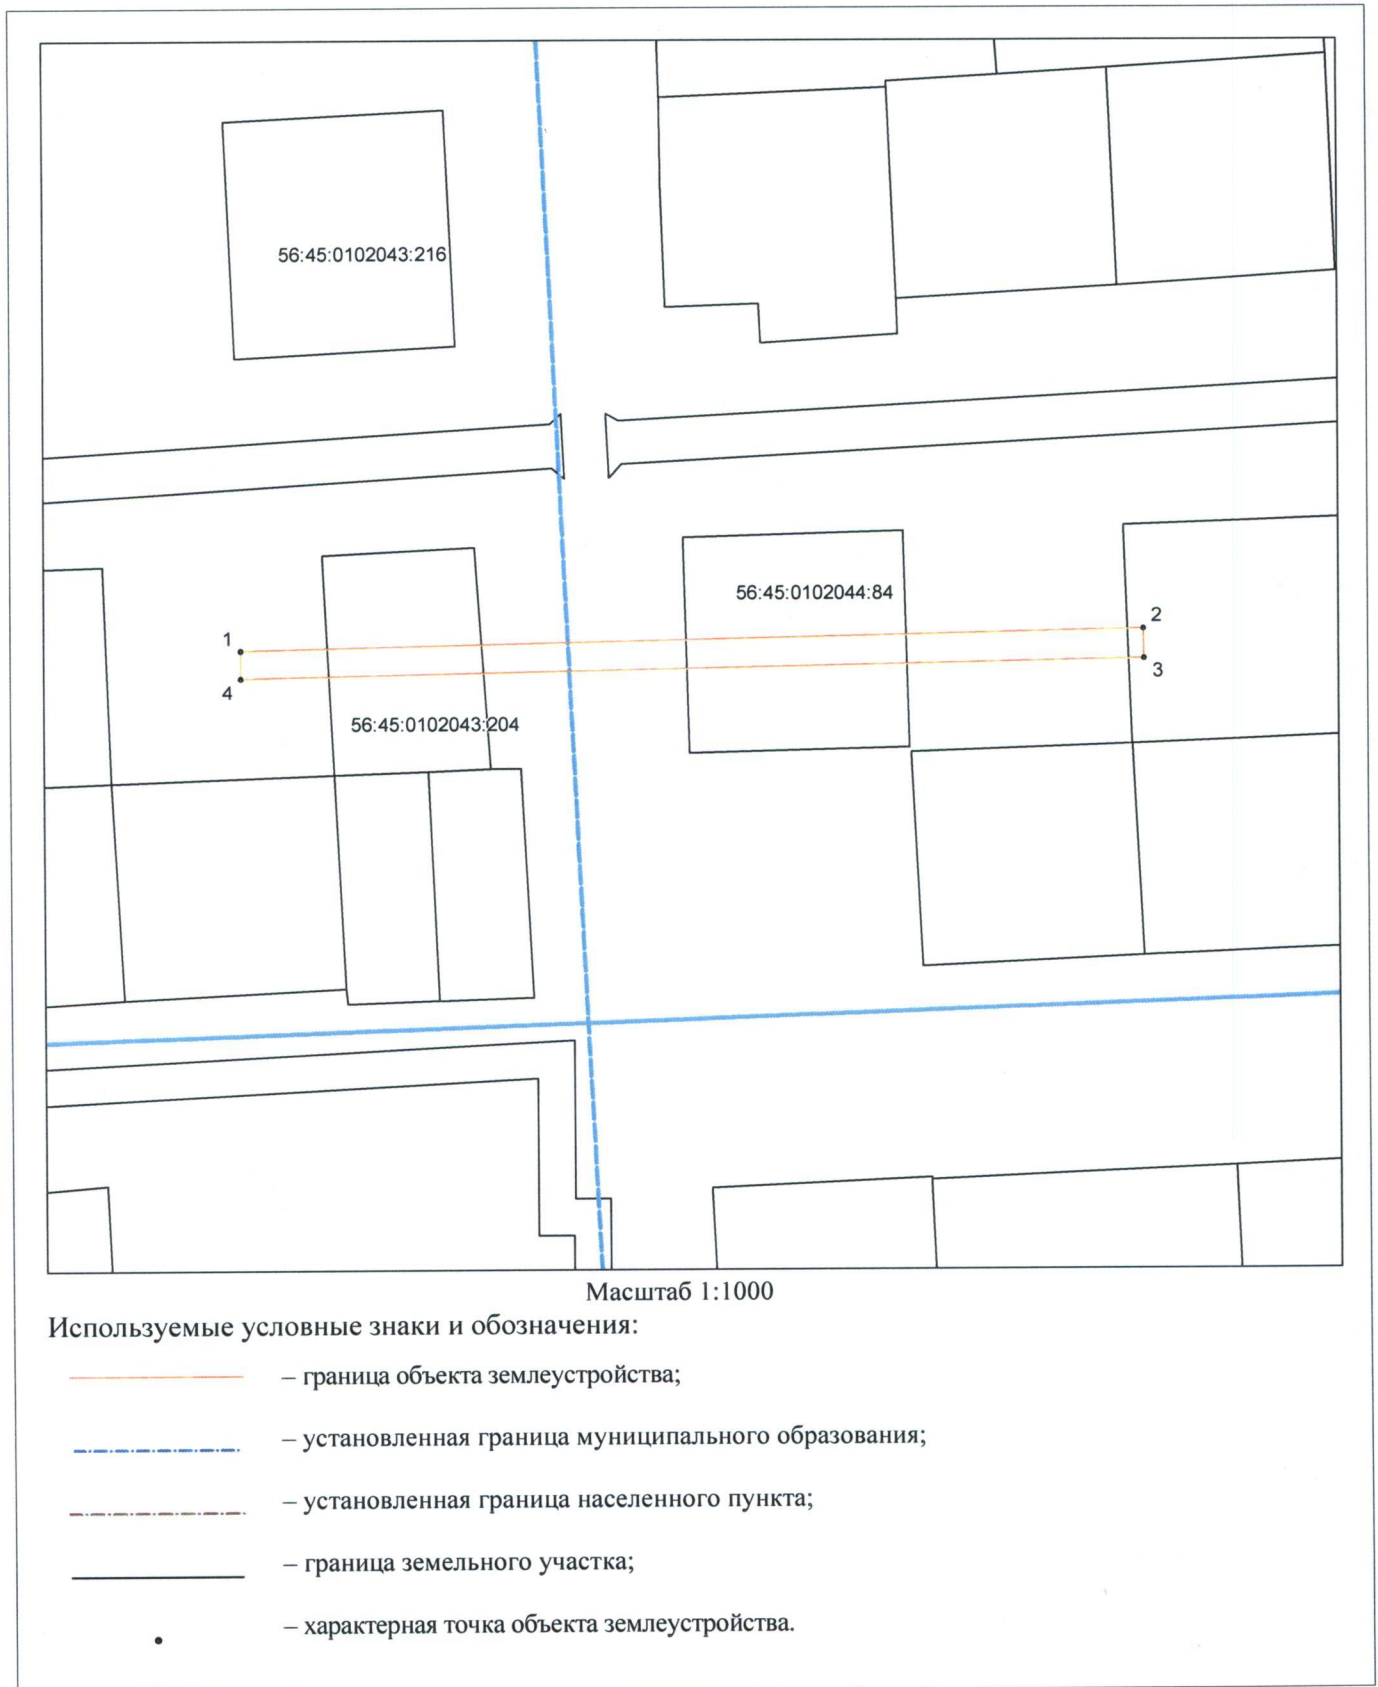 56:45:0102043:216
56:45:0102044:84
1
2
3
4
56:45:0102043:204
Масштаб 1:1000
Используемые условные знаки и обозначения:
– граница объекта землеустройства;
– установленная граница муниципального образования;
– установленная граница населенного пункта;
– граница земельного участка;
– характерная точка объекта землеустройства.